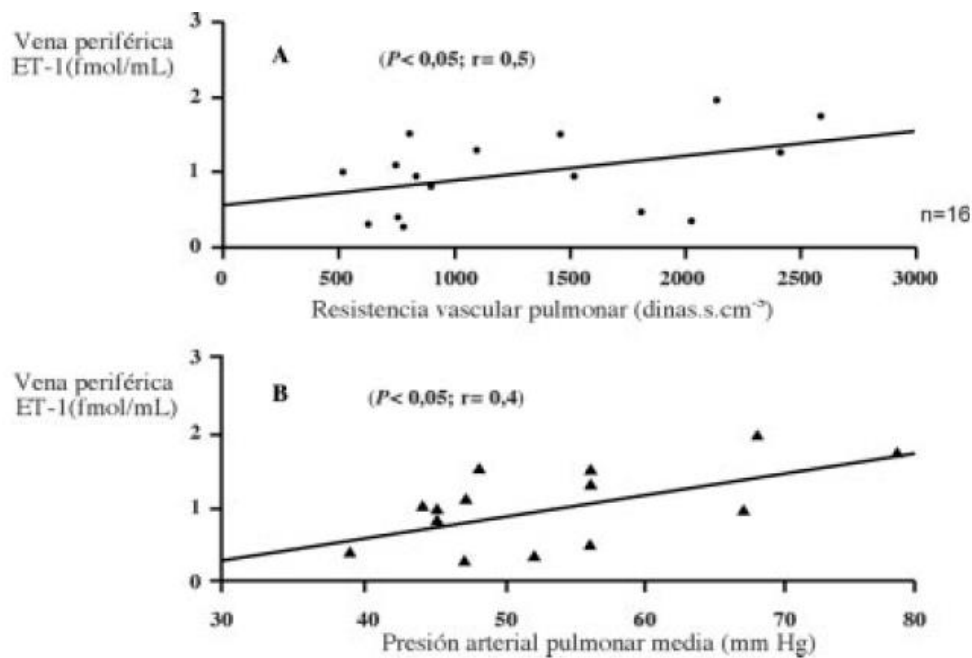 Vena periférica
ET-1(fmol/mL)
3
A
(P< 0,05; r= 0,5)
2
1
n=16
0
0 500 1000 1500 2000 2500 3000
Resistencia vascular pulmonar (dinas.s.cm⁻⁵)
Vena periférica
ET-1(fmol/mL)
3
B
(P< 0,05; r= 0,4)
2
1
0
30 40 50 60 70 80
Presión arterial pulmonar media (mm Hg)